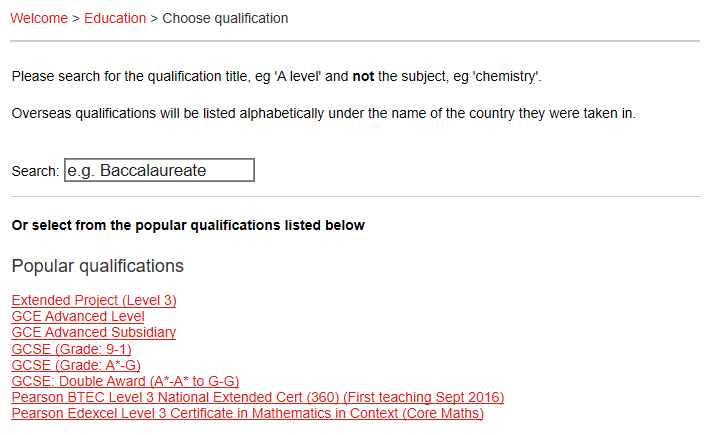 Welcome > Education > Choose qualification
Please search for the qualification title, eg 'A level' and not the subject, eg 'chemistry'.
Overseas qualifications will be listed alphabetically under the name of the country they were taken in.
Search: e.g. Baccalaureate
Or select from the popular qualifications listed below
Popular qualifications
Extended Project (Level 3)
GCE Advanced Level
GCE Advanced Subsidiary
GCSE (Grade: 9-1)
GCSE (Grade: A*-G)
GCSE: Double Award (A*-A* to G-G)
Pearson BTEC Level 3 National Extended Cert (360) (First teaching Sept 2016)
Pearson Edexcel Level 3 Certificate in Mathematics in Context (Core Maths)